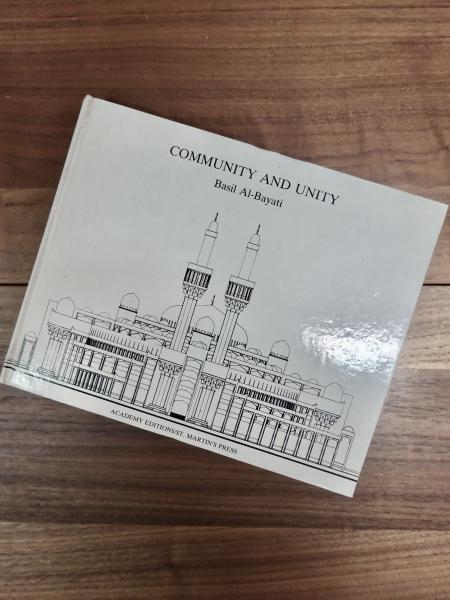 COMMUNITY AND UNITY
Basil Al-Bayati
ACADEMY EDITIONS/ST. MARTIN'S PRESS